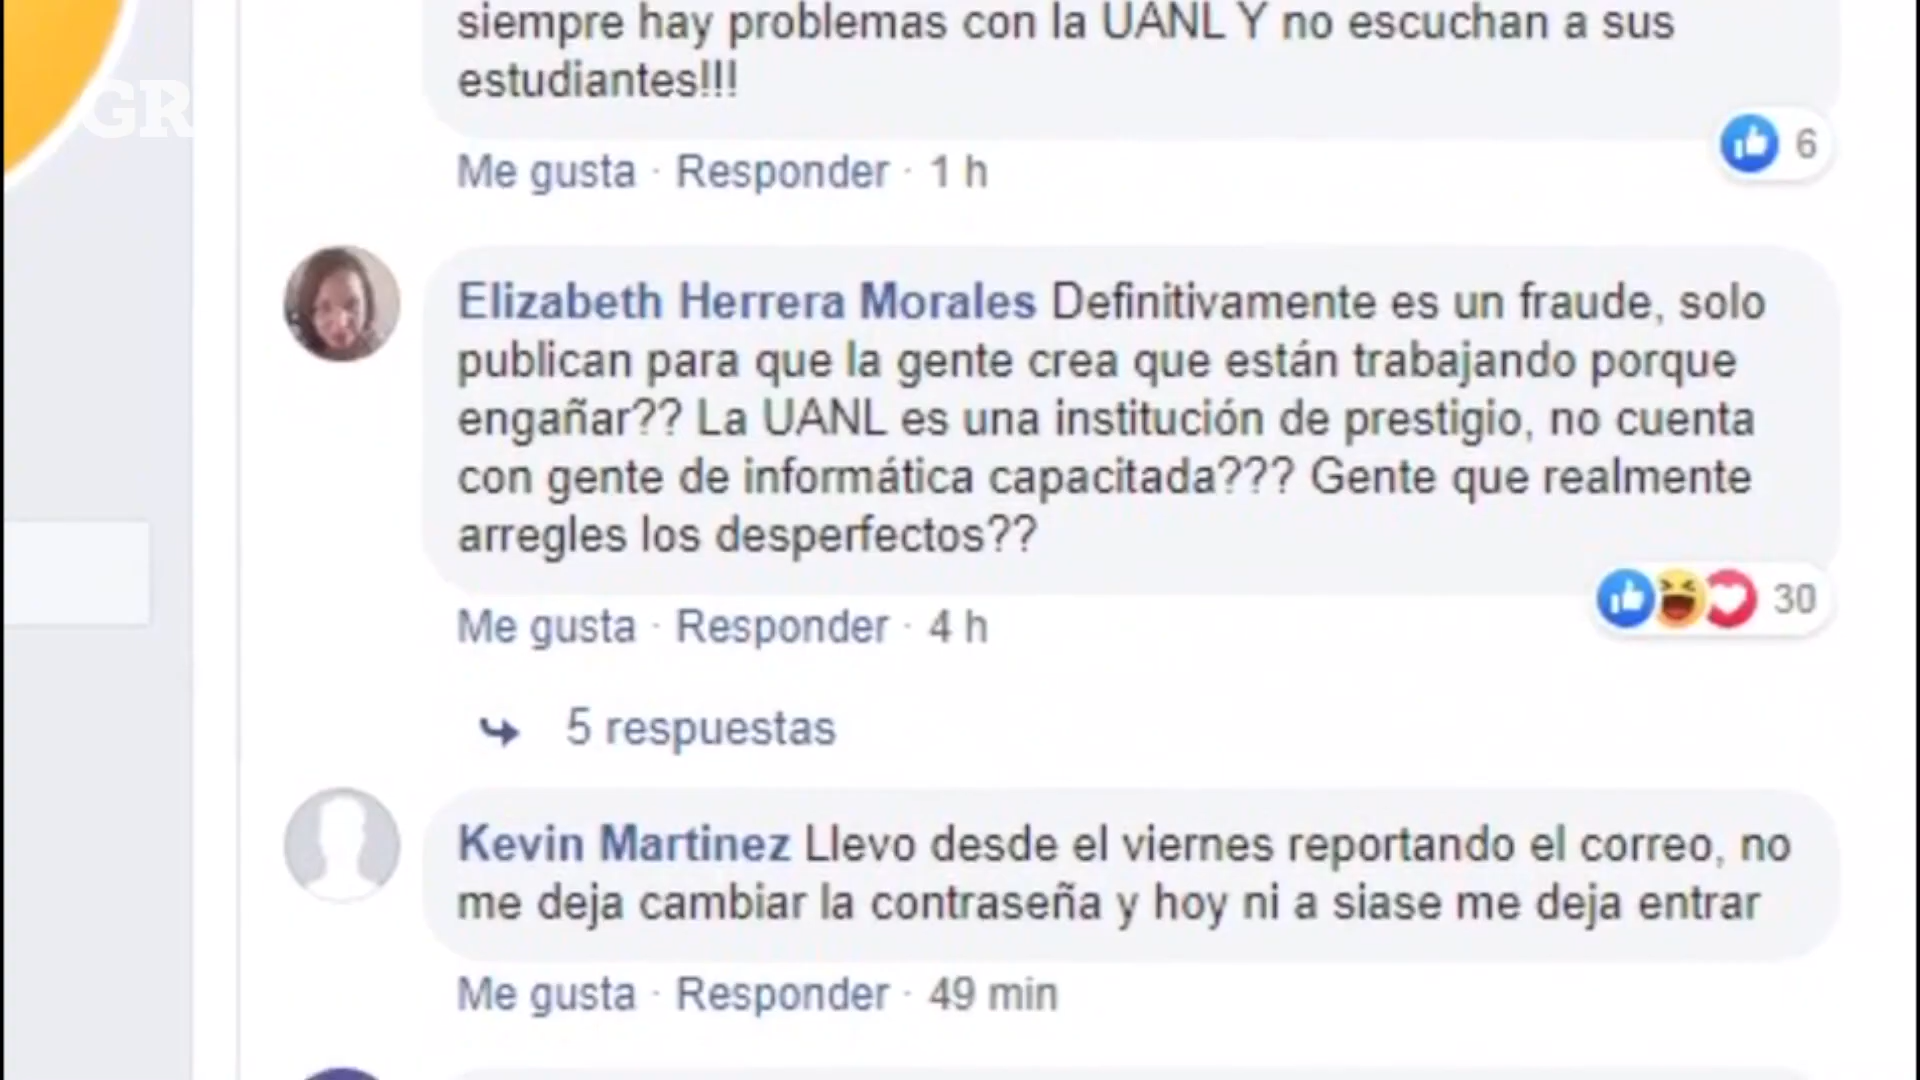 siempre hay problemas con la UANL Y no escuchan a sus
estudiantes!!!
GR
6
Me gusta · Responder · 1 h
Elizabeth Herrera Morales Definitivamente es un fraude, solo
publican para que la gente crea que están trabajando porque
engañar?? La UANL es una institución de prestigio, no cuenta
con gente de informática capacitada??? Gente que realmente
arregles los desperfectos??
30
Me gusta · Responder · 4 h
5 respuestas
Kevin Martinez Llevo desde el viernes reportando el correo, no
me deja cambiar la contraseña y hoy ni a siase me deja entrar
Me gusta · Responder · 49 min